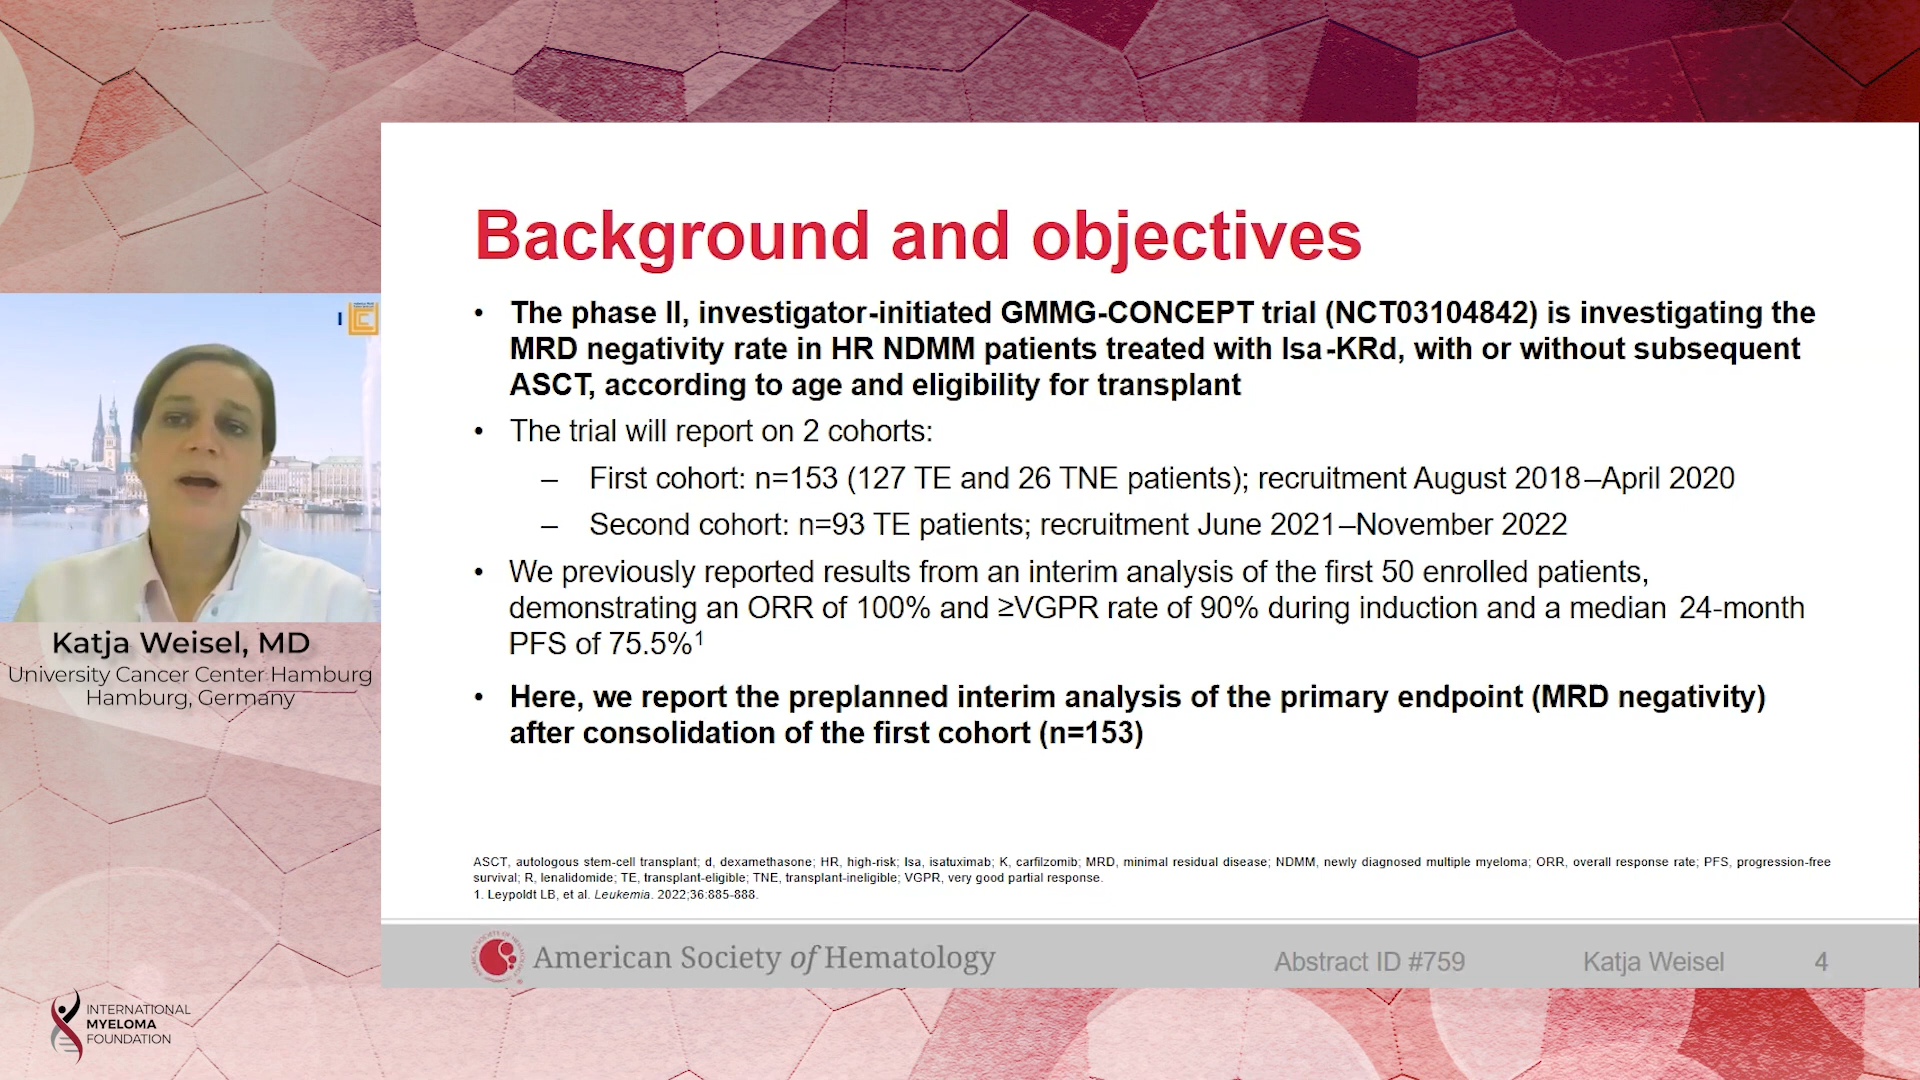 Background and objectives
• The phase II, investigator-initiated GMMG-CONCEPT trial (NCT03104842) is investigating the
MRD negativity rate in HR NDMM patients treated with Isa-KRd, with or without subsequent
ASCT, according to age and eligibility for transplant
• The trial will report on 2 cohorts:
– First cohort: n=153 (127 TE and 26 TNE patients); recruitment August 2018–April 2020
– Second cohort: n=93 TE patients; recruitment June 2021–November 2022
• We previously reported results from an interim analysis of the first 50 enrolled patients,
demonstrating an ORR of 100% and ≥VGPR rate of 90% during induction and a median 24-month
PFS of 75.5%¹
• Here, we report the preplanned interim analysis of the primary endpoint (MRD negativity)
after consolidation of the first cohort (n=153)
ASCT, autologous stem-cell transplant; d, dexamethasone; HR, high-risk; Isa, isatuximab; K, carfilzomib; MRD, minimal residual disease; NDMM, newly diagnosed multiple myeloma; ORR, overall response rate; PFS, progression-free
survival; R, lenalidomide; TE, transplant-eligible; TNE, transplant-ineligible; VGPR, very good partial response.
1. Leypoldt LB, et al. Leukemia. 2022;36:885-888.
American Society of Hematology
Abstract ID #759
Katja Weisel
4
Katja Weisel, MD
University Cancer Center Hamburg
Hamburg, Germany
INTERNATIONAL
MYELOMA
FOUNDATION